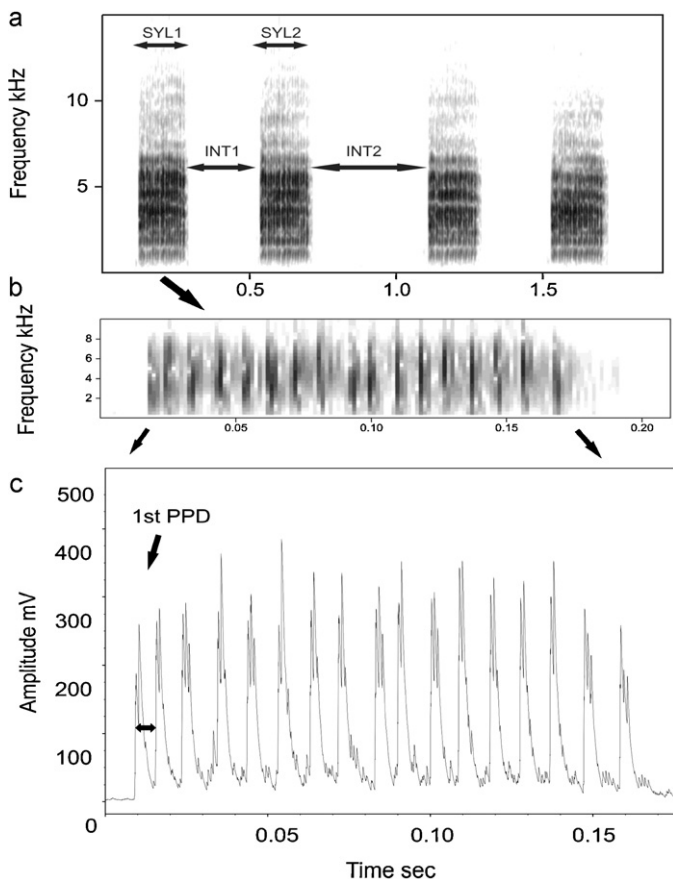 a
SYL1 SYL2
10
INT1 INT2
5
Frequency kHz
0.5 1.0 1.5
b
8
6
4
2
Frequency kHz
0.05 0.10 0.15 0.20
c
500
1st PPD
400
300
200
100
0
Amplitude mV
0.05 0.10 0.15
Time sec